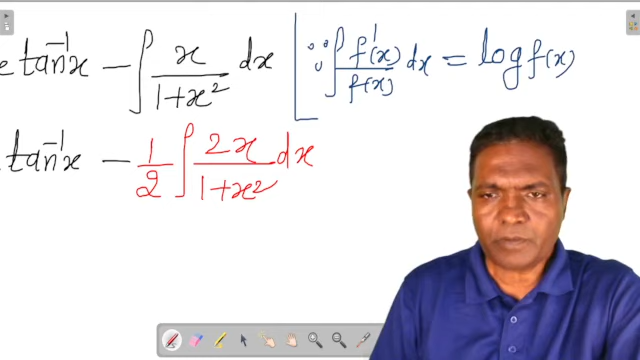 tan⁻¹x − ∫ x/(1+x²) dx
∵ ∫ f'(x)/f(x) dx = log f(x)
tan⁻¹x − 1/2 ∫ 2x/(1+x²) dx